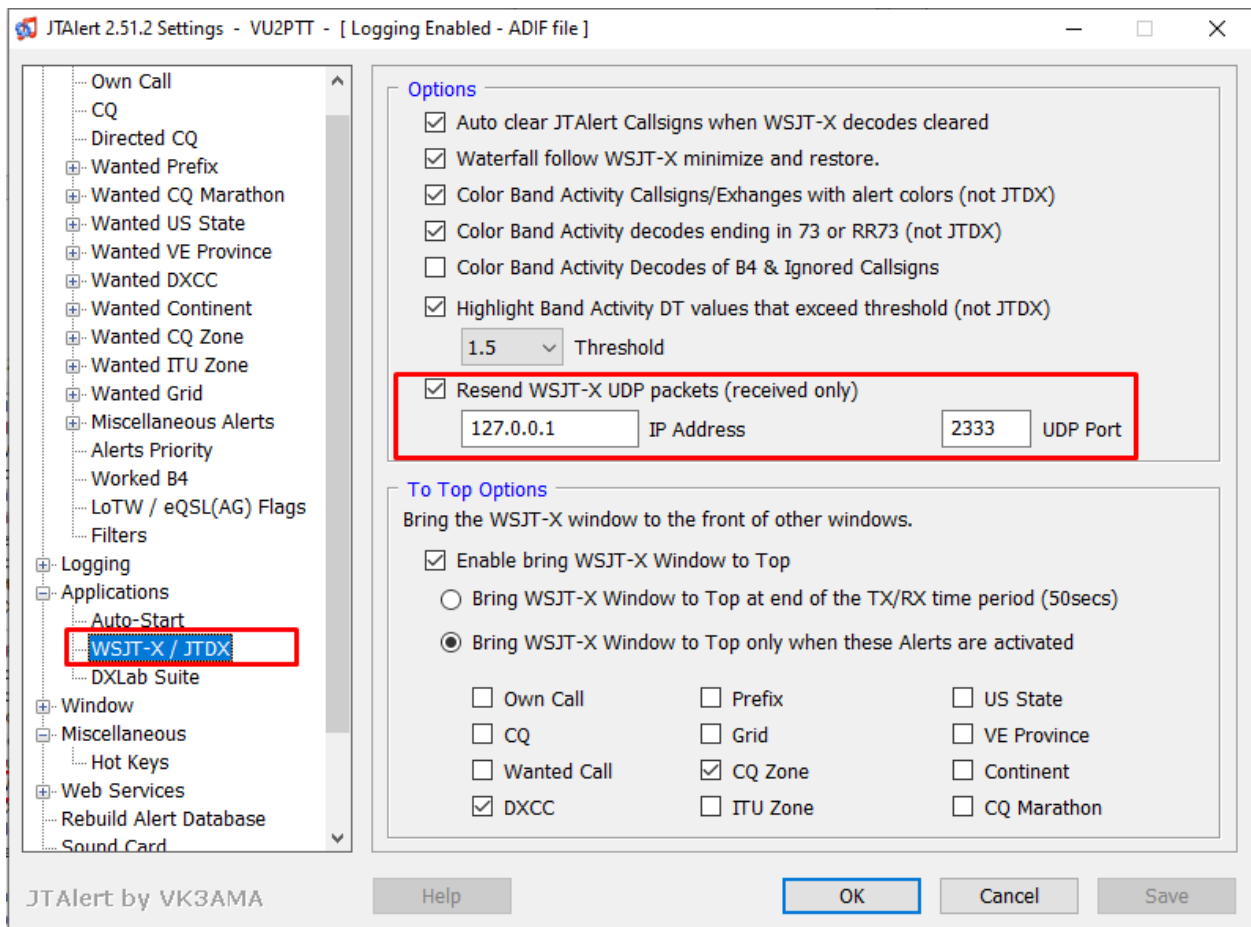 JTAlert 2.51.2 Settings - VU2PTT - [ Logging Enabled - ADIF file ]
Own Call
CQ
Directed CQ
Wanted Prefix
Wanted CQ Marathon
Wanted US State
Wanted VE Province
Wanted DXCC
Wanted Continent
Wanted CQ Zone
Wanted ITU Zone
Wanted Grid
Miscellaneous Alerts
Alerts Priority
Worked B4
LoTW / eQSL(AG) Flags
Filters
Logging
Applications
Auto-Start
WSJT-X / JTDX
DXLab Suite
Window
Miscellaneous
Hot Keys
Web Services
Rebuild Alert Database
Sound Card
Options
Auto clear JTAlert Callsigns when WSJT-X decodes cleared
Waterfall follow WSJT-X minimize and restore.
Color Band Activity Callsigns/Exhanges with alert colors (not JTDX)
Color Band Activity decodes ending in 73 or RR73 (not JTDX)
Color Band Activity Decodes of B4 & Ignored Callsigns
Highlight Band Activity DT values that exceed threshold (not JTDX)
1.5 Threshold
Resend WSJT-X UDP packets (received only)
127.0.0.1 IP Address 2333 UDP Port
To Top Options
Bring the WSJT-X window to the front of other windows.
Enable bring WSJT-X Window to Top
Bring WSJT-X Window to Top at end of the TX/RX time period (50secs)
Bring WSJT-X Window to Top only when these Alerts are activated
Own Call Prefix US State
CQ Grid VE Province
Wanted Call CQ Zone Continent
DXCC ITU Zone CQ Marathon
JTAlert by VK3AMA
Help OK Cancel Save